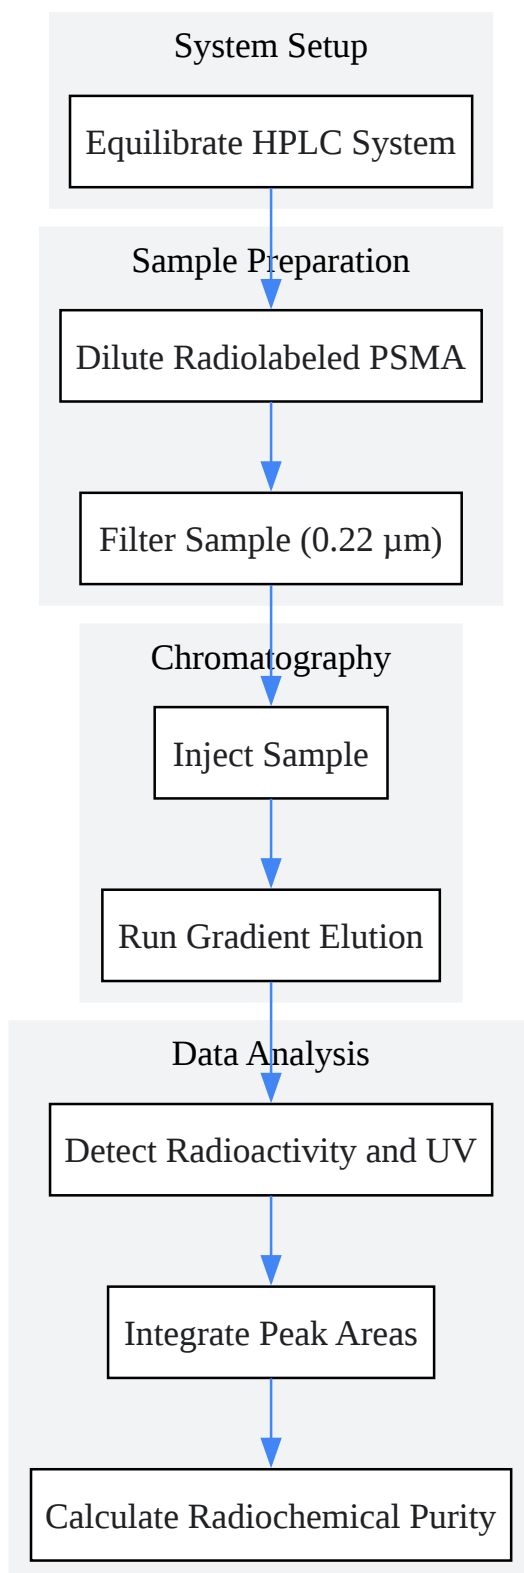 System Setup
Equilibrate HPLC System
Sample Preparation
Dilute Radiolabeled PSMA
Filter Sample (0.22 µm)
Chromatography
Inject Sample
Run Gradient Elution
Data Analysis
Detect Radioactivity and UV
Integrate Peak Areas
Calculate Radiochemical Purity